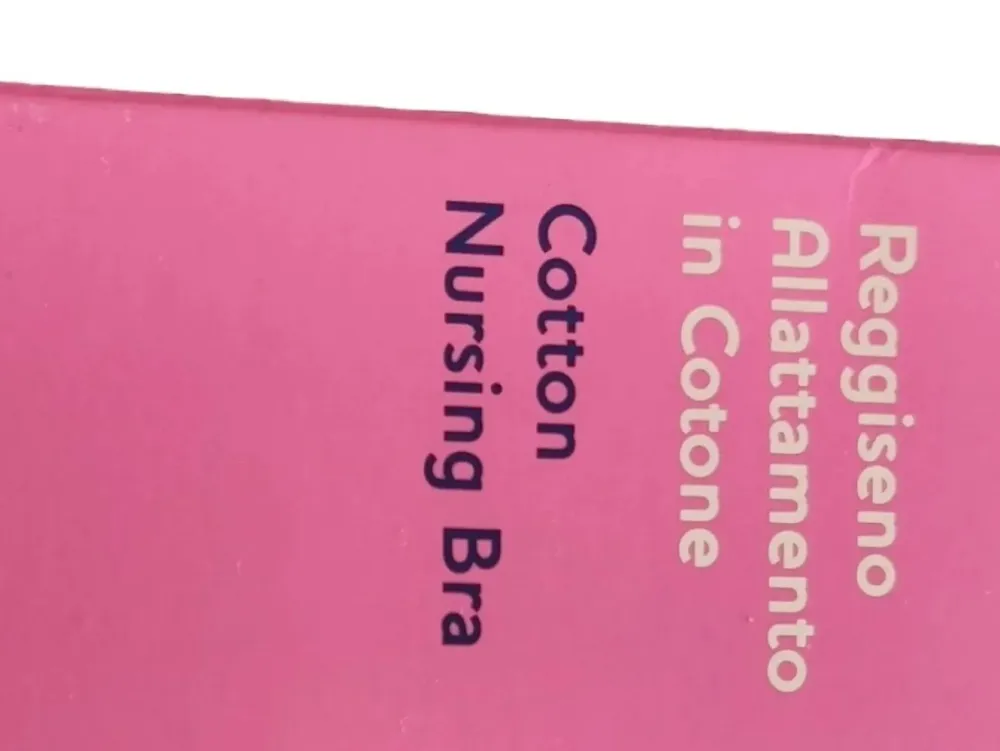 Reggiseno
Allattamento
in Cotone
Cotton
Nursing Bra